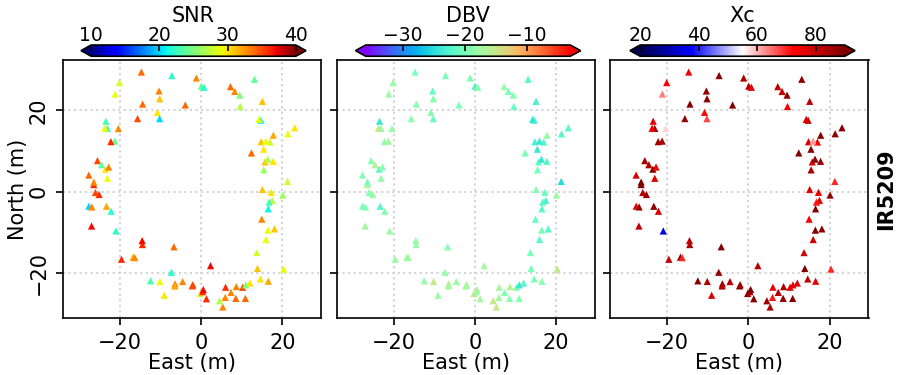 SNR DBV Xc
10 20 30 40 −30 −20 −10 20 40 60 80
20
0
−20
North (m)
IR5209
−20 0 20 −20 0 20 −20 0 20
East (m) East (m) East (m)